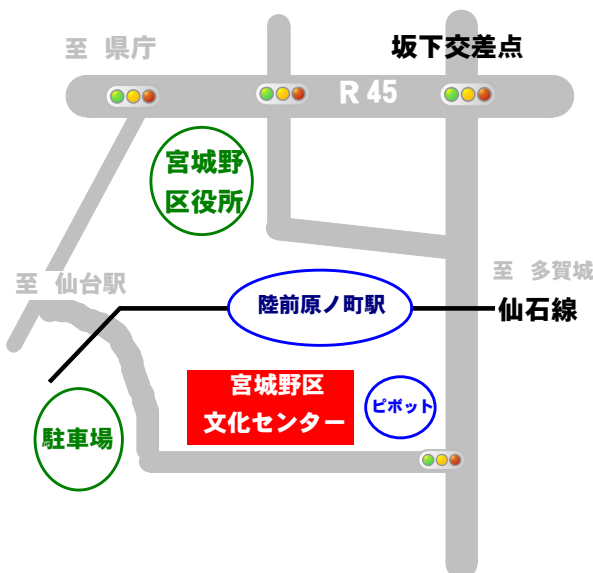 至 県庁
坂下交差点
R 45
宮城野
区役所
至 多賀城
至 仙台駅
陸前原ノ町駅
仙石線
宮城野区
文化センター
ピボット
駐車場